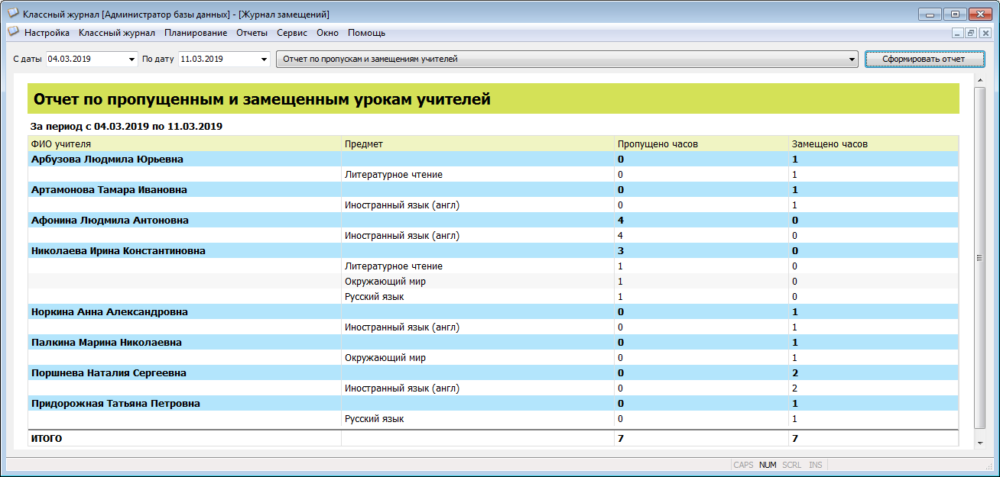 Классный журнал [Администратор базы данных] - [Журнал замещений]
Настройка Классный журнал Планирование Отчеты Сервис Окно Помощь
С даты 04.03.2019 По дату 11.03.2019 Отчет по пропускам и замещениям учителей Сформировать отчет
Отчет по пропущенным и замещенным урокам учителей
За период с 04.03.2019 по 11.03.2019
ФИО учителя Предмет Пропущено часов Замещено часов
Арбузова Людмила Юрьевна 0 1
Литературное чтение 0 1
Артамонова Тамара Ивановна 0 1
Иностранный язык (англ) 0 1
Афонина Людмила Антоновна 4 0
Иностранный язык (англ) 4 0
Николаева Ирина Константиновна 3 0
Литературное чтение 1 0
Окружающий мир 1 0
Русский язык 1 0
Норкина Анна Александровна 0 1
Иностранный язык (англ) 0 1
Палкина Марина Николаевна 0 1
Окружающий мир 0 1
Поршнева Наталия Сергеевна 0 2
Иностранный язык (англ) 0 2
Придорожная Татьяна Петровна 0 1
Русский язык 0 1
ИТОГО 7 7
CAPS NUM SCRL INS